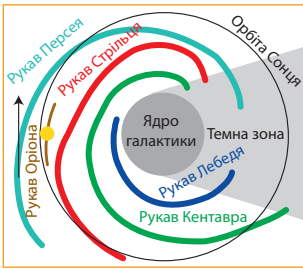 Рукав Персея
Рукав Стрільця
Орбіта Сонця
Рукав Оріона
Ядро
галактики
Темна зона
Рукав Лебедя
Рукав Кентавра